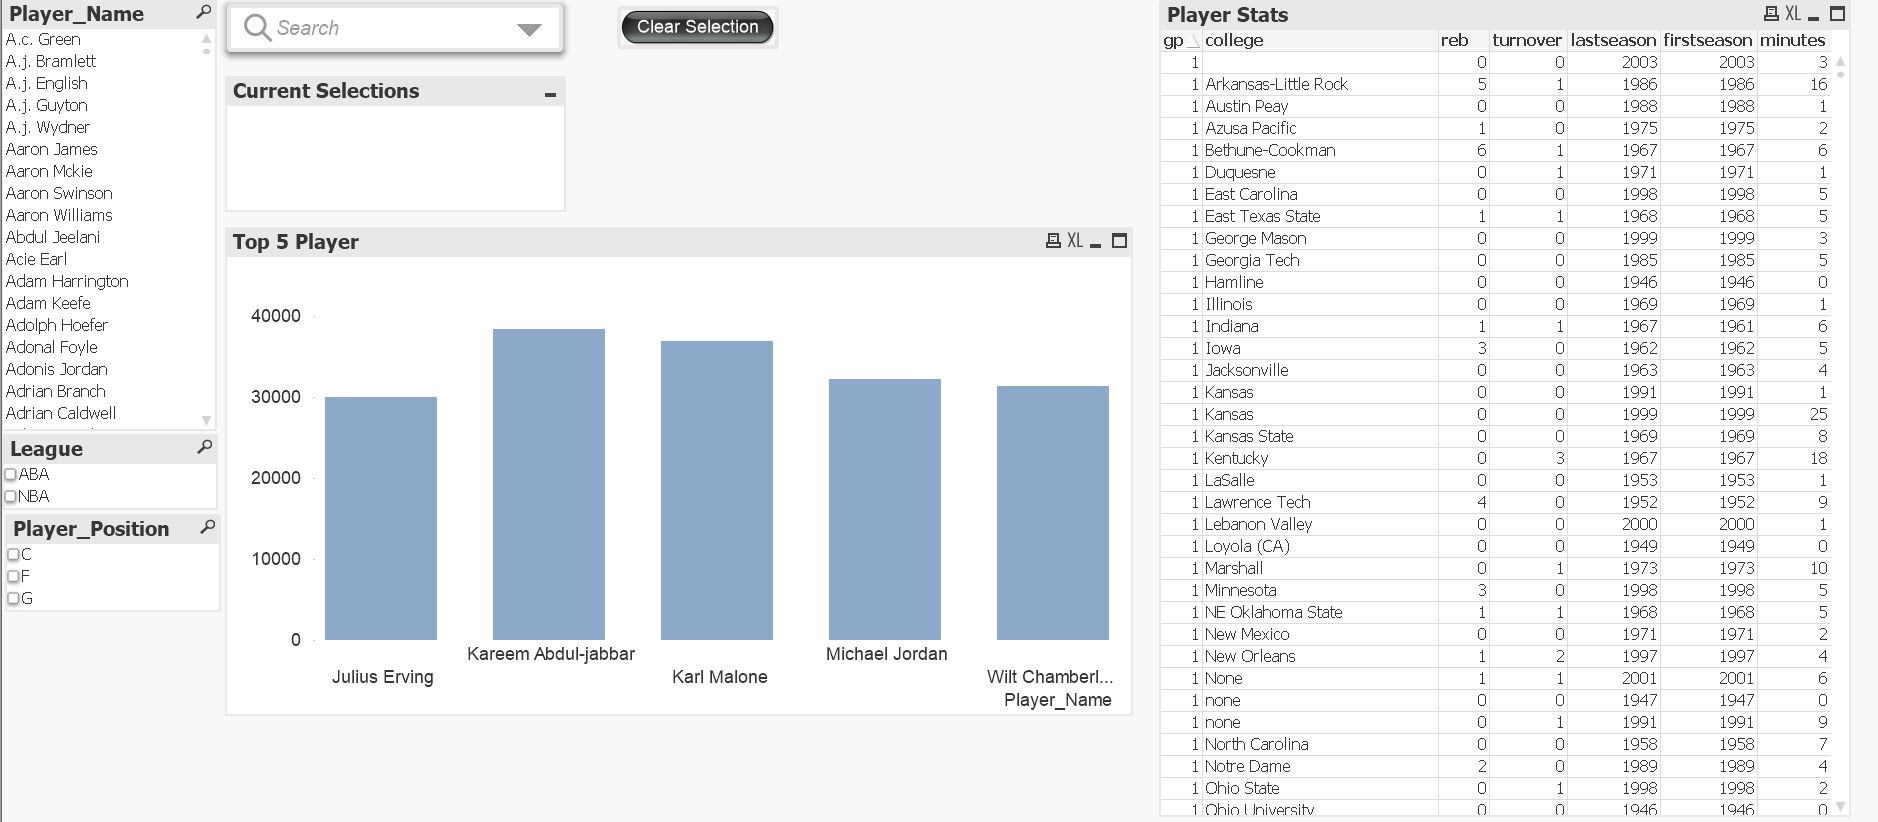 Player_Name
A.c. Green
A.j. Bramlett
A.j. English
A.j. Guyton
A.j. Wydner
Aaron James
Aaron Mckie
Aaron Swinson
Aaron Williams
Abdul Jeelani
Acie Earl
Adam Harrington
Adam Keefe
Adolph Hoefer
Adonal Foyle
Adonis Jordan
Adrian Branch
Adrian Caldwell
League
ABA
NBA
Player_Position
C
F
G
Search
Clear Selection
Current Selections
Top 5 Player
XL
40000
30000
20000
10000
0
Kareem Abdul-jabbar Michael Jordan
Julius Erving Karl Malone Wilt Chamberl...
Player_Name
Player Stats XL
gp college reb turnover lastseason firstseason minutes
1 0 0 2003 2003 3
1 Arkansas-Little Rock 5 1 1986 1986 16
1 Austin Peay 0 0 1988 1988 1
1 Azusa Pacific 1 0 1975 1975 2
1 Bethune-Cookman 6 1 1967 1967 6
1 Duquesne 0 1 1971 1971 1
1 East Carolina 0 0 1998 1998 5
1 East Texas State 1 1 1968 1968 5
1 George Mason 0 0 1999 1999 3
1 Georgia Tech 0 0 1985 1985 5
1 Hamline 0 0 1946 1946 0
1 Illinois 0 0 1969 1969 1
1 Indiana 1 1 1967 1961 6
1 Iowa 3 0 1962 1962 5
1 Jacksonville 0 0 1963 1963 4
1 Kansas 0 0 1991 1991 1
1 Kansas 0 0 1999 1999 25
1 Kansas State 0 0 1969 1969 8
1 Kentucky 0 3 1967 1967 18
1 LaSalle 0 0 1953 1953 1
1 Lawrence Tech 4 0 1952 1952 9
1 Lebanon Valley 0 0 2000 2000 1
1 Loyola (CA) 0 0 1949 1949 0
1 Marshall 0 1 1973 1973 10
1 Minnesota 3 0 1998 1998 5
1 NE Oklahoma State 1 1 1968 1968 5
1 New Mexico 0 0 1971 1971 2
1 New Orleans 1 2 1997 1997 4
1 None 1 1 2001 2001 6
1 none 0 0 1947 1947 0
1 none 0 1 1991 1991 9
1 North Carolina 0 0 1958 1958 7
1 Notre Dame 2 0 1989 1989 4
1 Ohio State 0 1 1998 1998 2
1 Ohio University 0 0 1946 1946 0